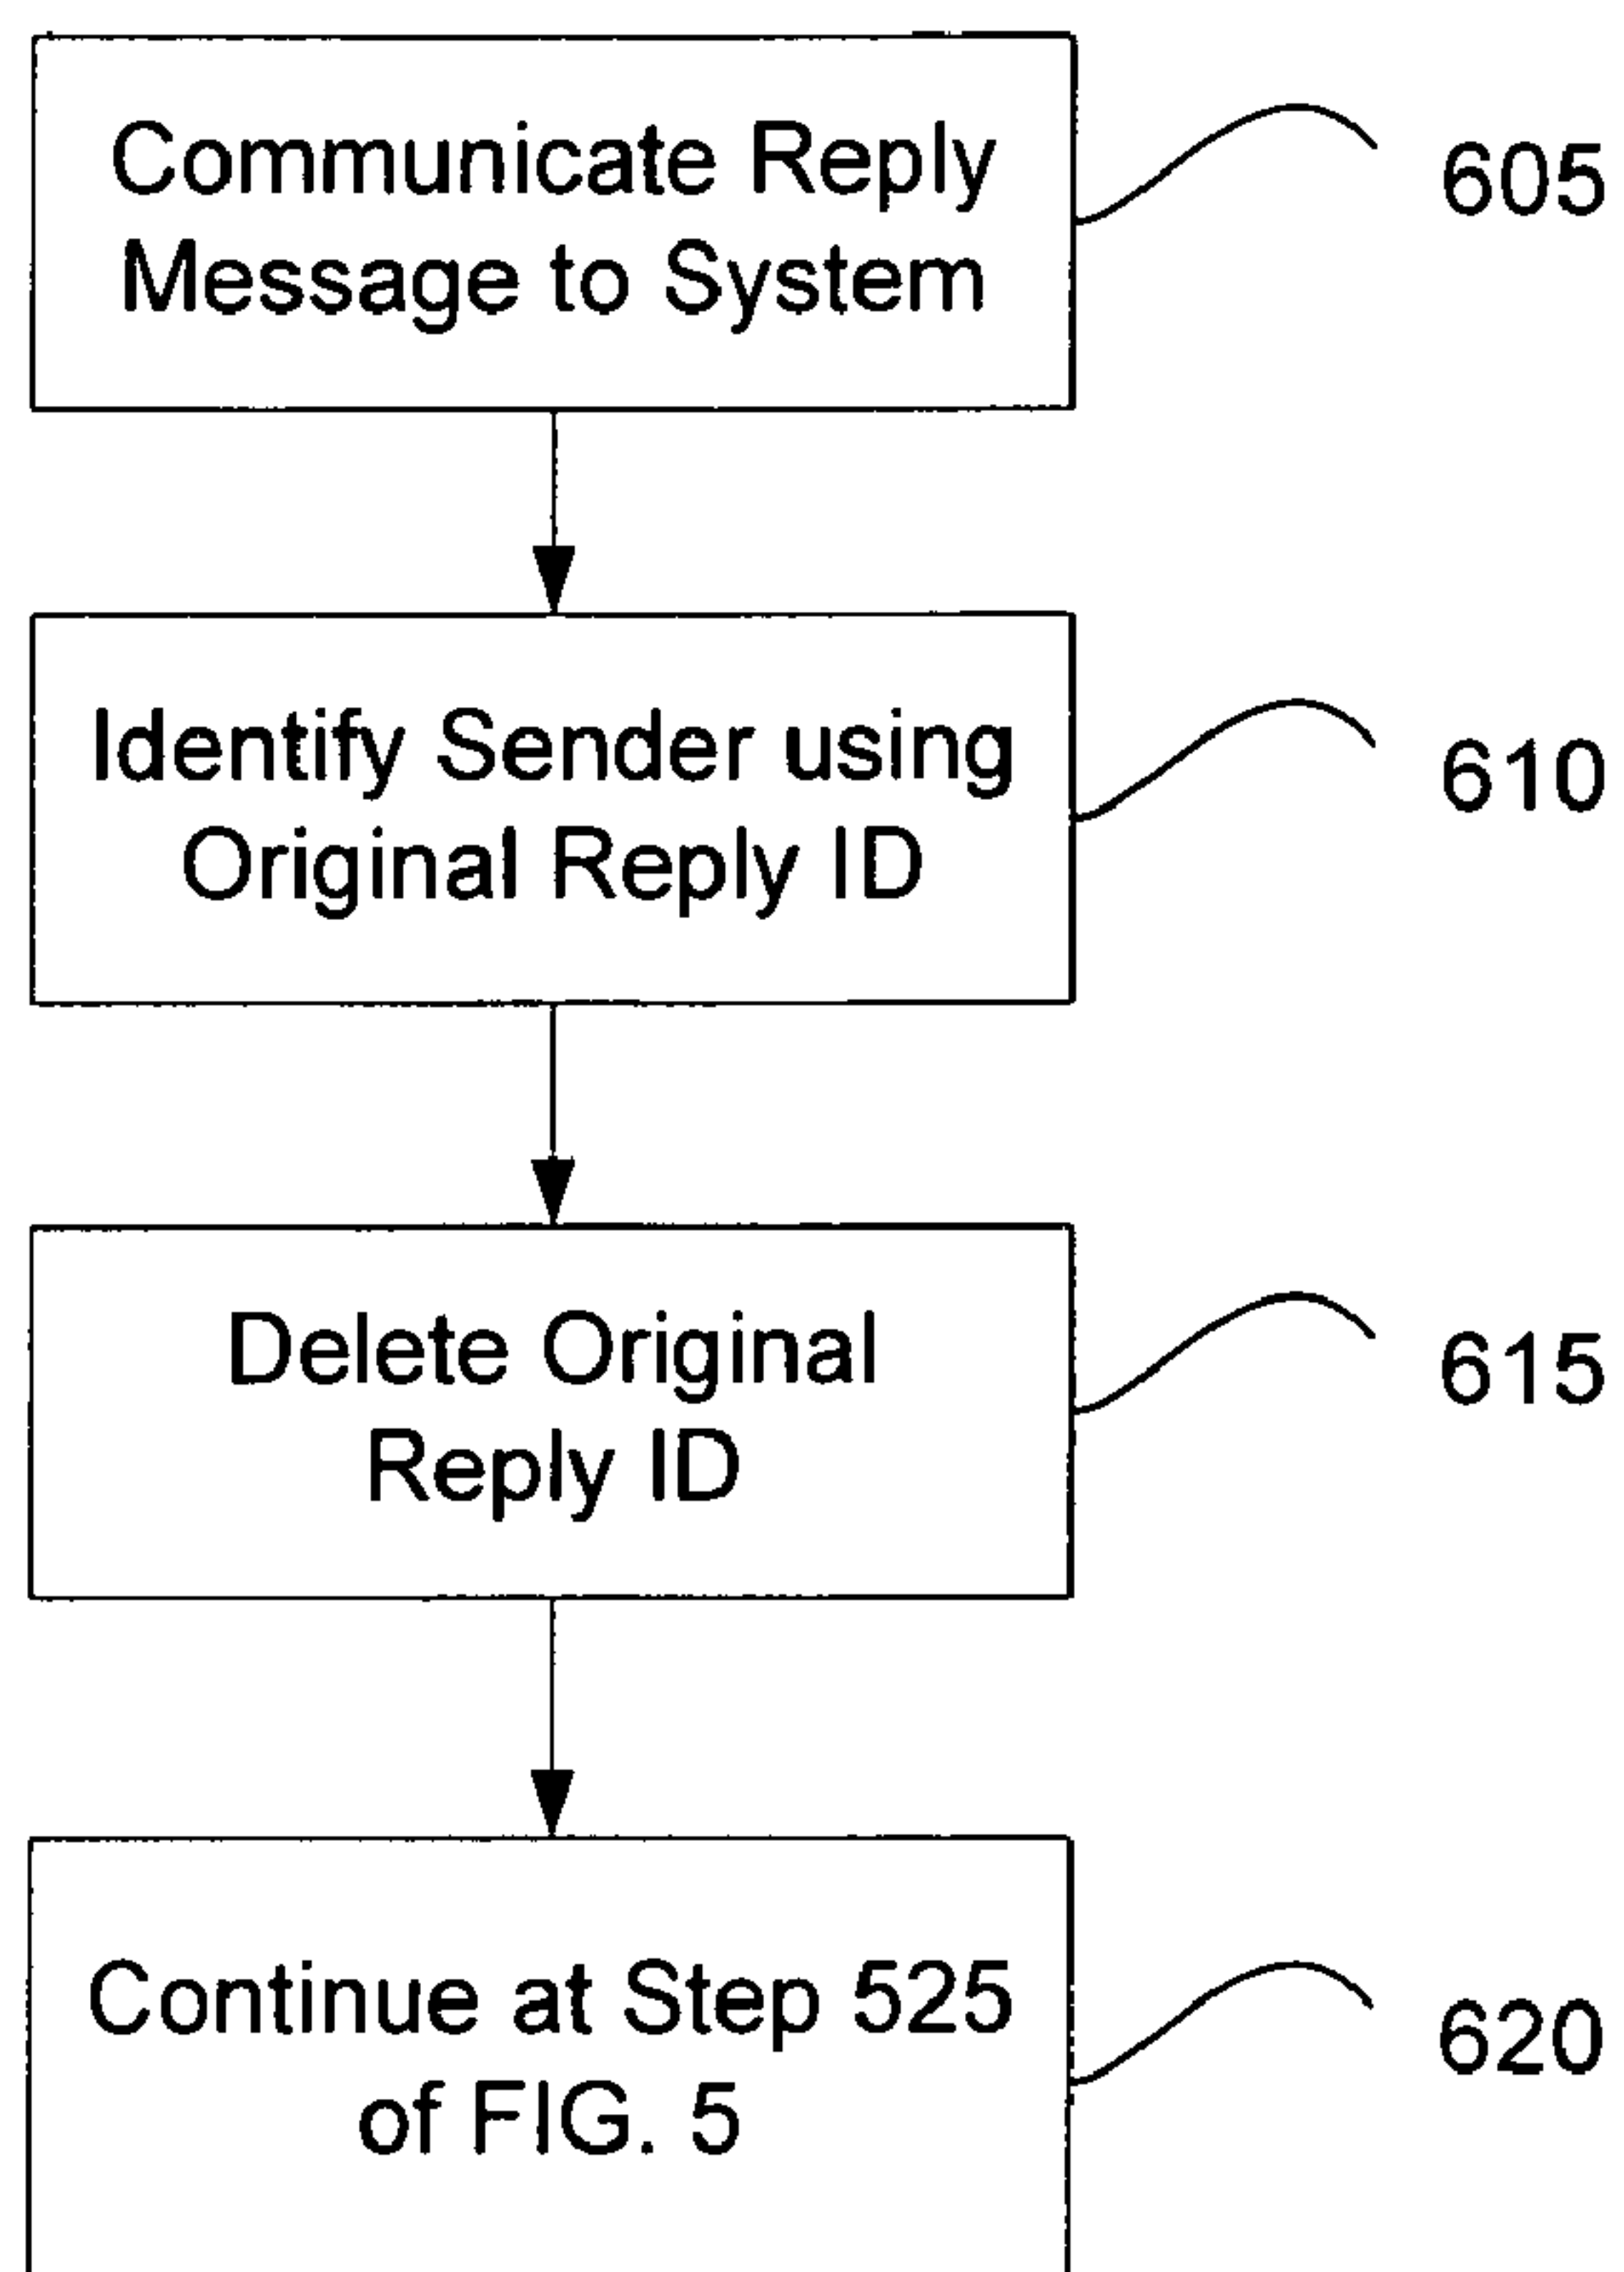 Communicate Reply
Message to System
605
Identify Sender using
Original Reply ID
610
Delete Original
Reply ID
615
Continue at Step 525
of FIG. 5
620